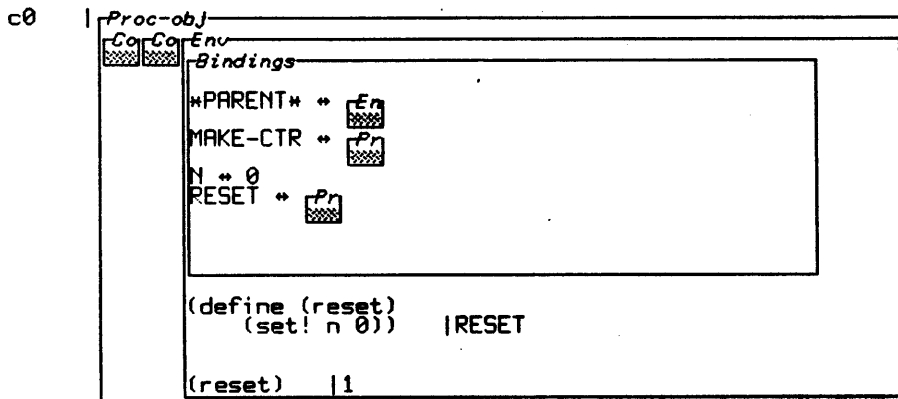 c0 | Proc-obj
Co Co Env
Bindings
*PARENT* ↔ En
MAKE-CTR ↔ Pr
N ↔ 0
RESET ↔ Pr
(define (reset)
(set! n 0)) |RESET
(reset) |1